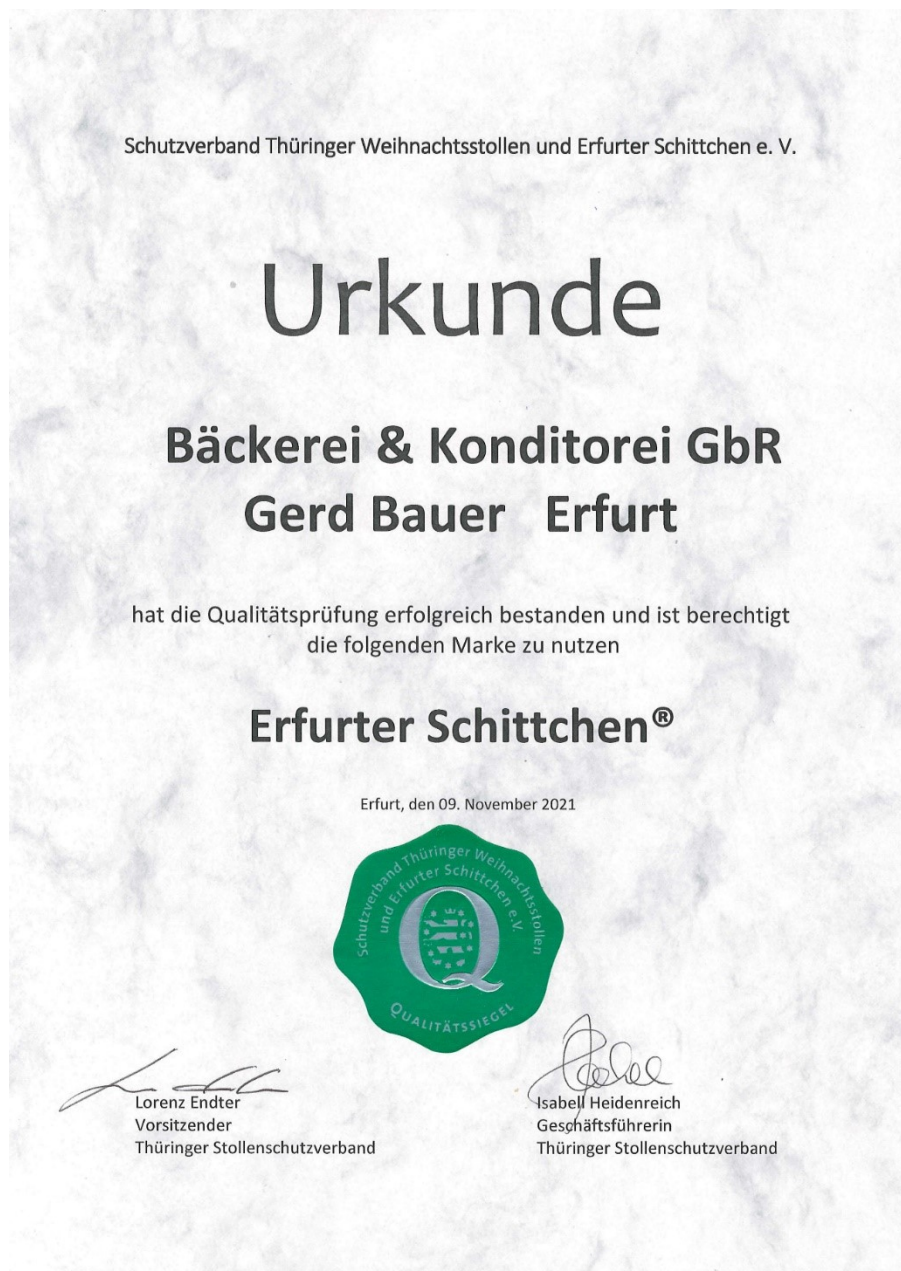 Schutzverband Thüringer Weihnachtsstollen und Erfurter Schittchen e. V.
Urkunde
Bäckerei & Konditorei GbR
Gerd Bauer Erfurt
hat die Qualitätsprüfung erfolgreich bestanden und ist berechtigt
die folgenden Marke zu nutzen
Erfurter Schittchen®
Erfurt, den 09. November 2021
Schutzverband Thüringer Weihnachtsstollen
und Erfurter Schittchen e.V.
Q
QUALITÄTSSIEGEL
Lorenz Endter
Vorsitzender
Thüringer Stollenschutzverband
Isabell Heidenreich
Geschäftsführerin
Thüringer Stollenschutzverband